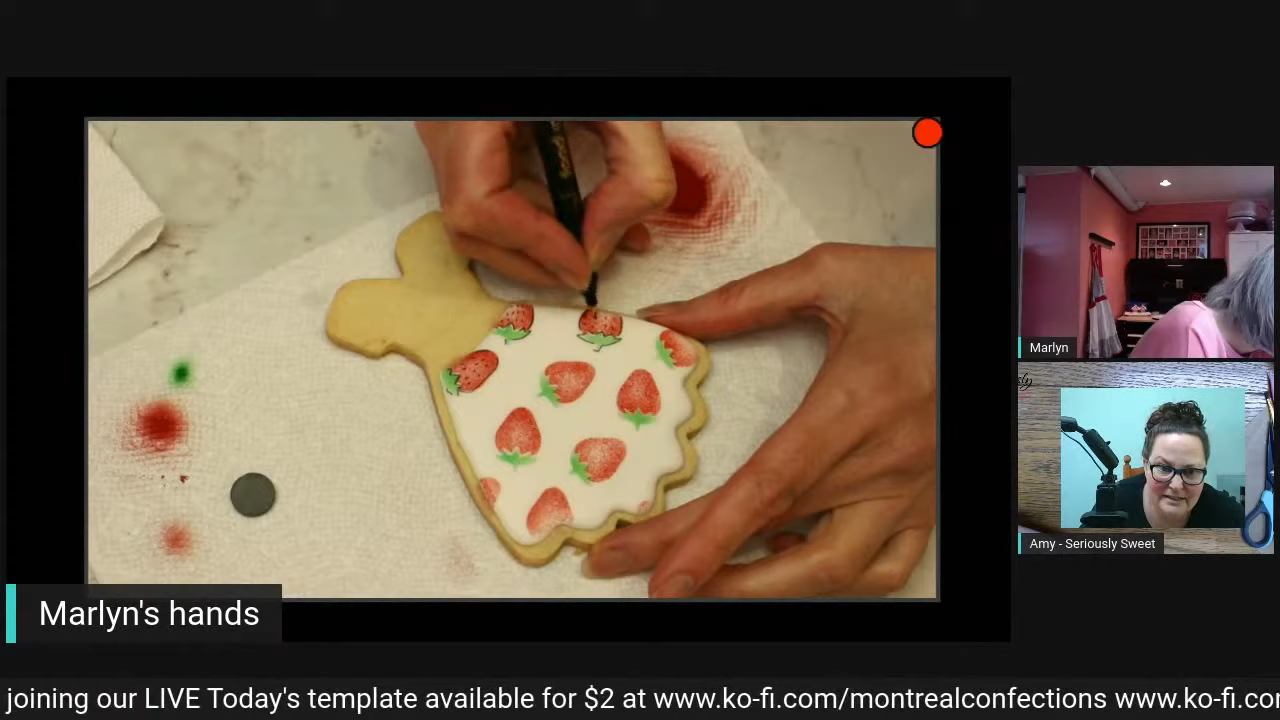 Marlyn
Amy - Seriously Sweet
Marlyn's hands
joining our LIVE Today's template available for $2 at www.ko-fi.com/montrealconfections www.ko-fi.co